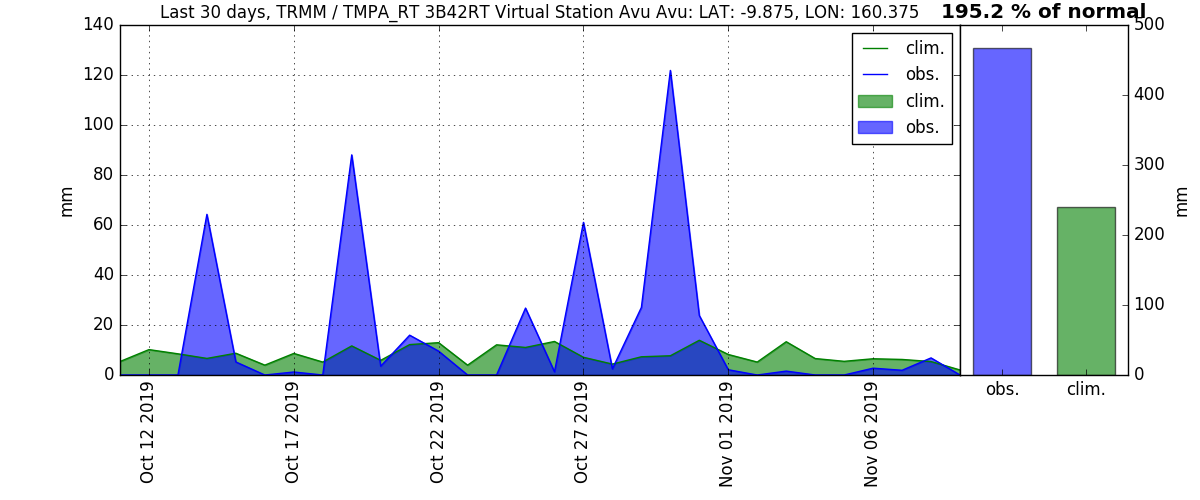 Last 30 days, TRMM / TMPA_RT 3B42RT Virtual Station Avu Avu: LAT: -9.875, LON: 160.375
195.2 % of normal
140
120
100
80
60
40
20
0
mm
clim.
obs.
clim.
obs.
Oct 12 2019
Oct 17 2019
Oct 22 2019
Oct 27 2019
Nov 01 2019
Nov 06 2019
500
400
300
200
100
0
mm
obs.
clim.